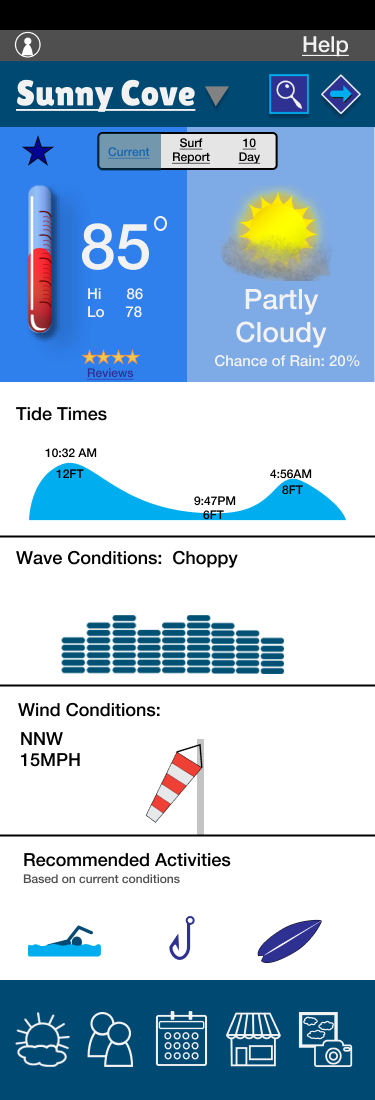 Help
Sunny Cove
Current
Surf
Report
10
Day
85°
Hi 86
Lo 78
Reviews
Partly
Cloudy
Chance of Rain: 20%
Tide Times
10:32 AM
12FT
9:47PM
6FT
4:56AM
8FT
Wave Conditions: Choppy
Wind Conditions:
NNW
15MPH
Recommended Activities
Based on current conditions